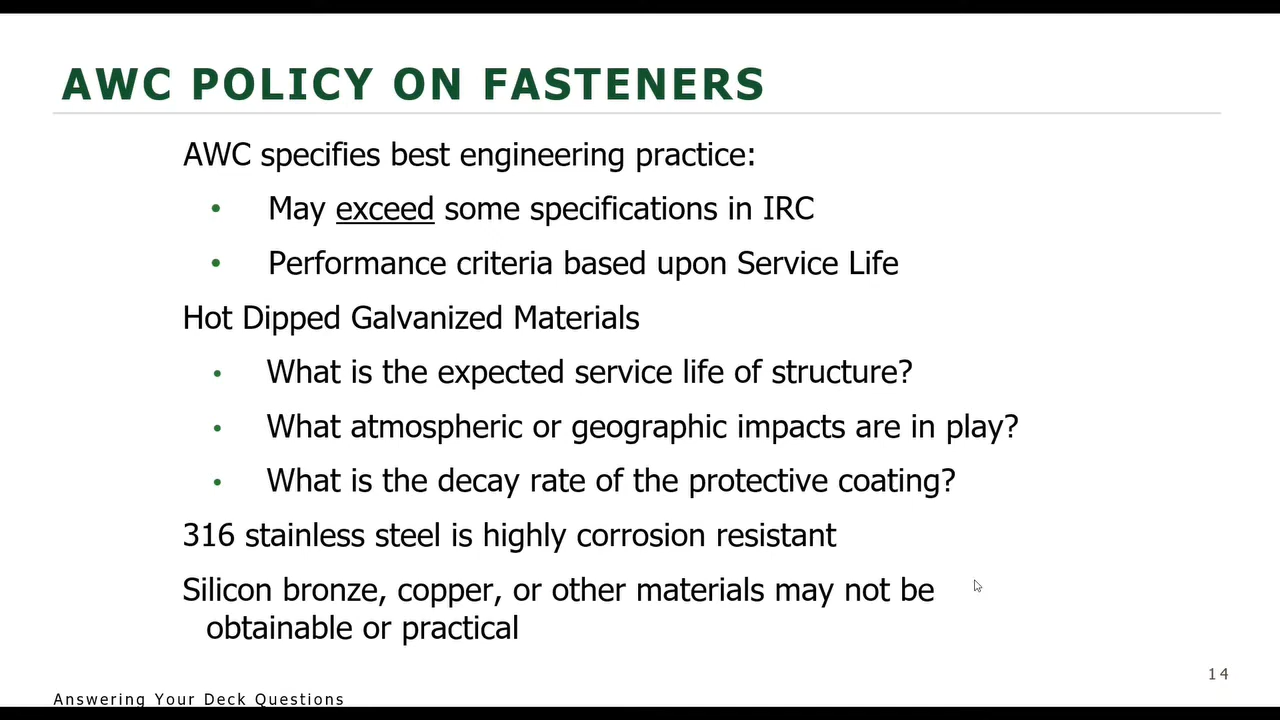 AWC POLICY ON FASTENERS
AWC specifies best engineering practice:
• May exceed some specifications in IRC
• Performance criteria based upon Service Life
Hot Dipped Galvanized Materials
• What is the expected service life of structure?
• What atmospheric or geographic impacts are in play?
• What is the decay rate of the protective coating?
316 stainless steel is highly corrosion resistant
Silicon bronze, copper, or other materials may not be
obtainable or practical
14
Answering Your Deck Questions